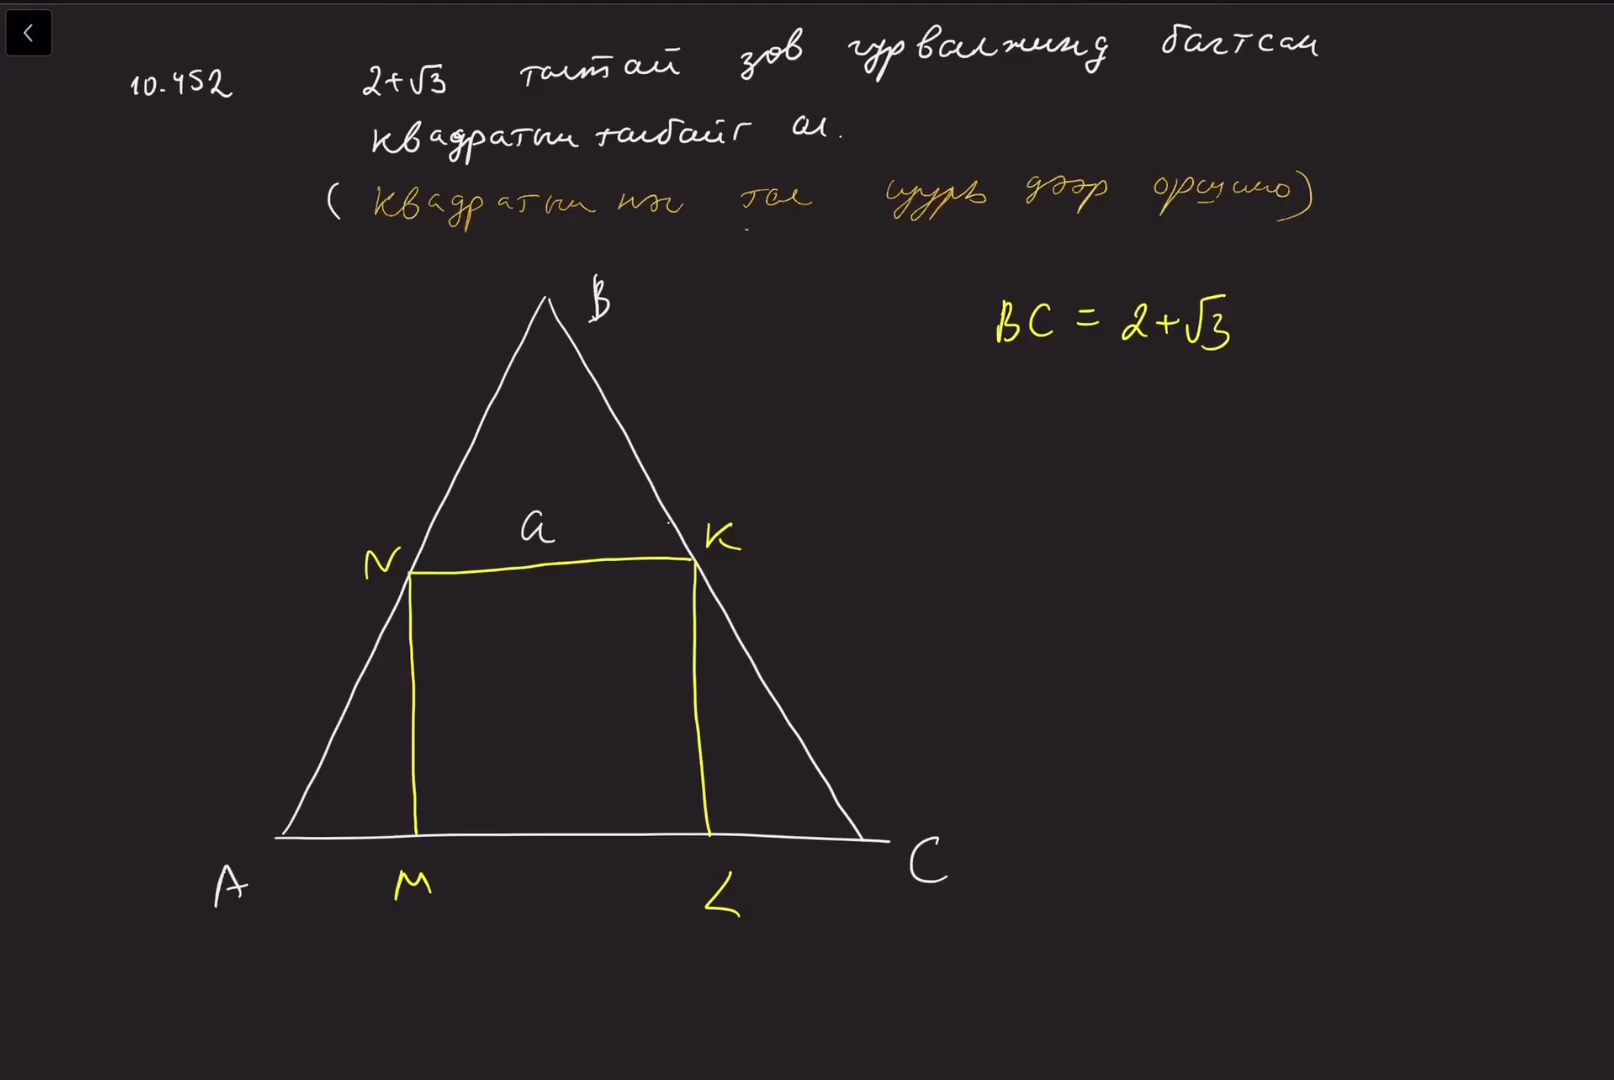 10.452 2+√3 талтай зөв гурвалжинд багтсан
квадратын талбайг ол.
(квадратын нэг тал суурь дээр оршино)
B
BC = 2+√3
a
N K
A M L C